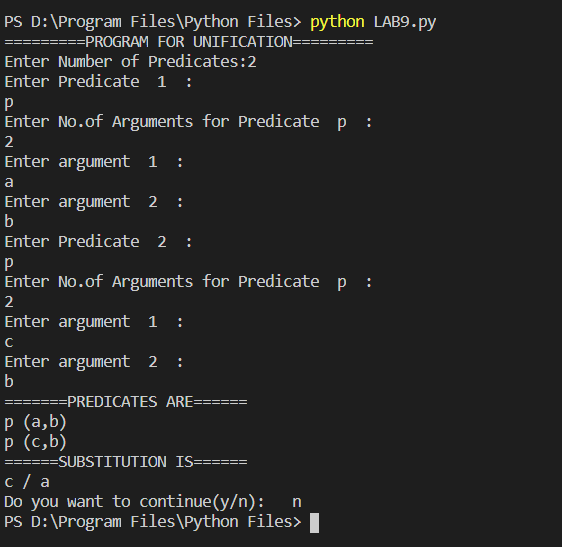 PS D:\Program Files\Python Files> python LAB9.py
=========PROGRAM FOR UNIFICATION=========
Enter Number of Predicates:2
Enter Predicate  1  :
p
Enter No.of Arguments for Predicate  p  :
2
Enter argument  1  :
a
Enter argument  2  :
b
Enter Predicate  2  :
p
Enter No.of Arguments for Predicate  p  :
2
Enter argument  1  :
c
Enter argument  2  :
b
=======PREDICATES ARE======
p (a,b)
p (c,b)
======SUBSTITUTION IS======
c / a
Do you want to continue(y/n):   n
PS D:\Program Files\Python Files>